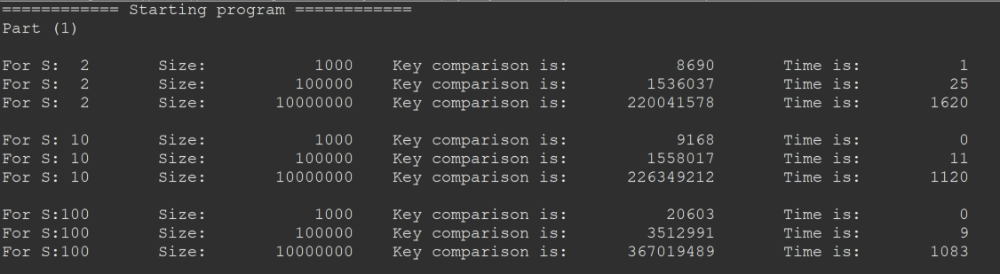 ============ Starting program ============
Part (1)
For S:  2       Size:           1000    Key comparison is:           8690       Time is:          1
For S:  2       Size:         100000    Key comparison is:        1536037       Time is:         25
For S:  2       Size:       10000000    Key comparison is:      220041578       Time is:       1620
For S: 10       Size:           1000    Key comparison is:           9168       Time is:          0
For S: 10       Size:         100000    Key comparison is:        1558017       Time is:         11
For S: 10       Size:       10000000    Key comparison is:      226349212       Time is:       1120
For S:100       Size:           1000    Key comparison is:          20603       Time is:          0
For S:100       Size:         100000    Key comparison is:        3512991       Time is:          9
For S:100       Size:       10000000    Key comparison is:      367019489       Time is:       1083